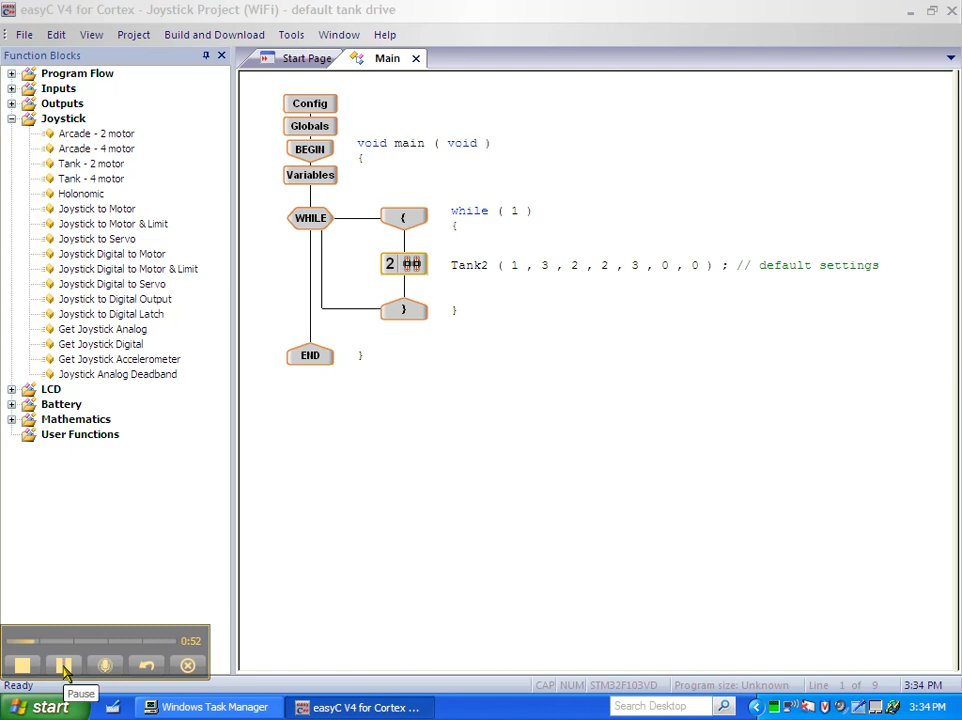 easyC V4 for Cortex - Joystick Project (WiFi) - default tank drive
File Edit View Project Build and Download Tools Window Help
Function Blocks
Start Page
Main
Program Flow
Inputs
Outputs
Joystick
Arcade - 2 motor
Arcade - 4 motor
Tank - 2 motor
Tank - 4 motor
Holonomic
Joystick to Motor
Joystick to Motor & Limit
Joystick to Servo
Joystick Digital to Motor
Joystick Digital to Motor & Limit
Joystick Digital to Servo
Joystick to Digital Output
Joystick to Digital Latch
Get Joystick Analog
Get Joystick Digital
Get Joystick Accelerometer
Joystick Analog Deadband
LCD
Battery
Mathematics
User Functions
Config
Globals
BEGIN void main ( void )
{
Variables
WHILE { while ( 1 )
{
2 Tank2 ( 1 , 3 , 2 , 2 , 3 , 0 , 0 ) ; // default settings
} }
END }
0:52
Pause
Ready CAP NUM STM32F103VD Program size: Unknown Line 1 of 9 3:34 PM
start Windows Task Manager easyC V4 for Cortex ... Search Desktop 3:34 PM